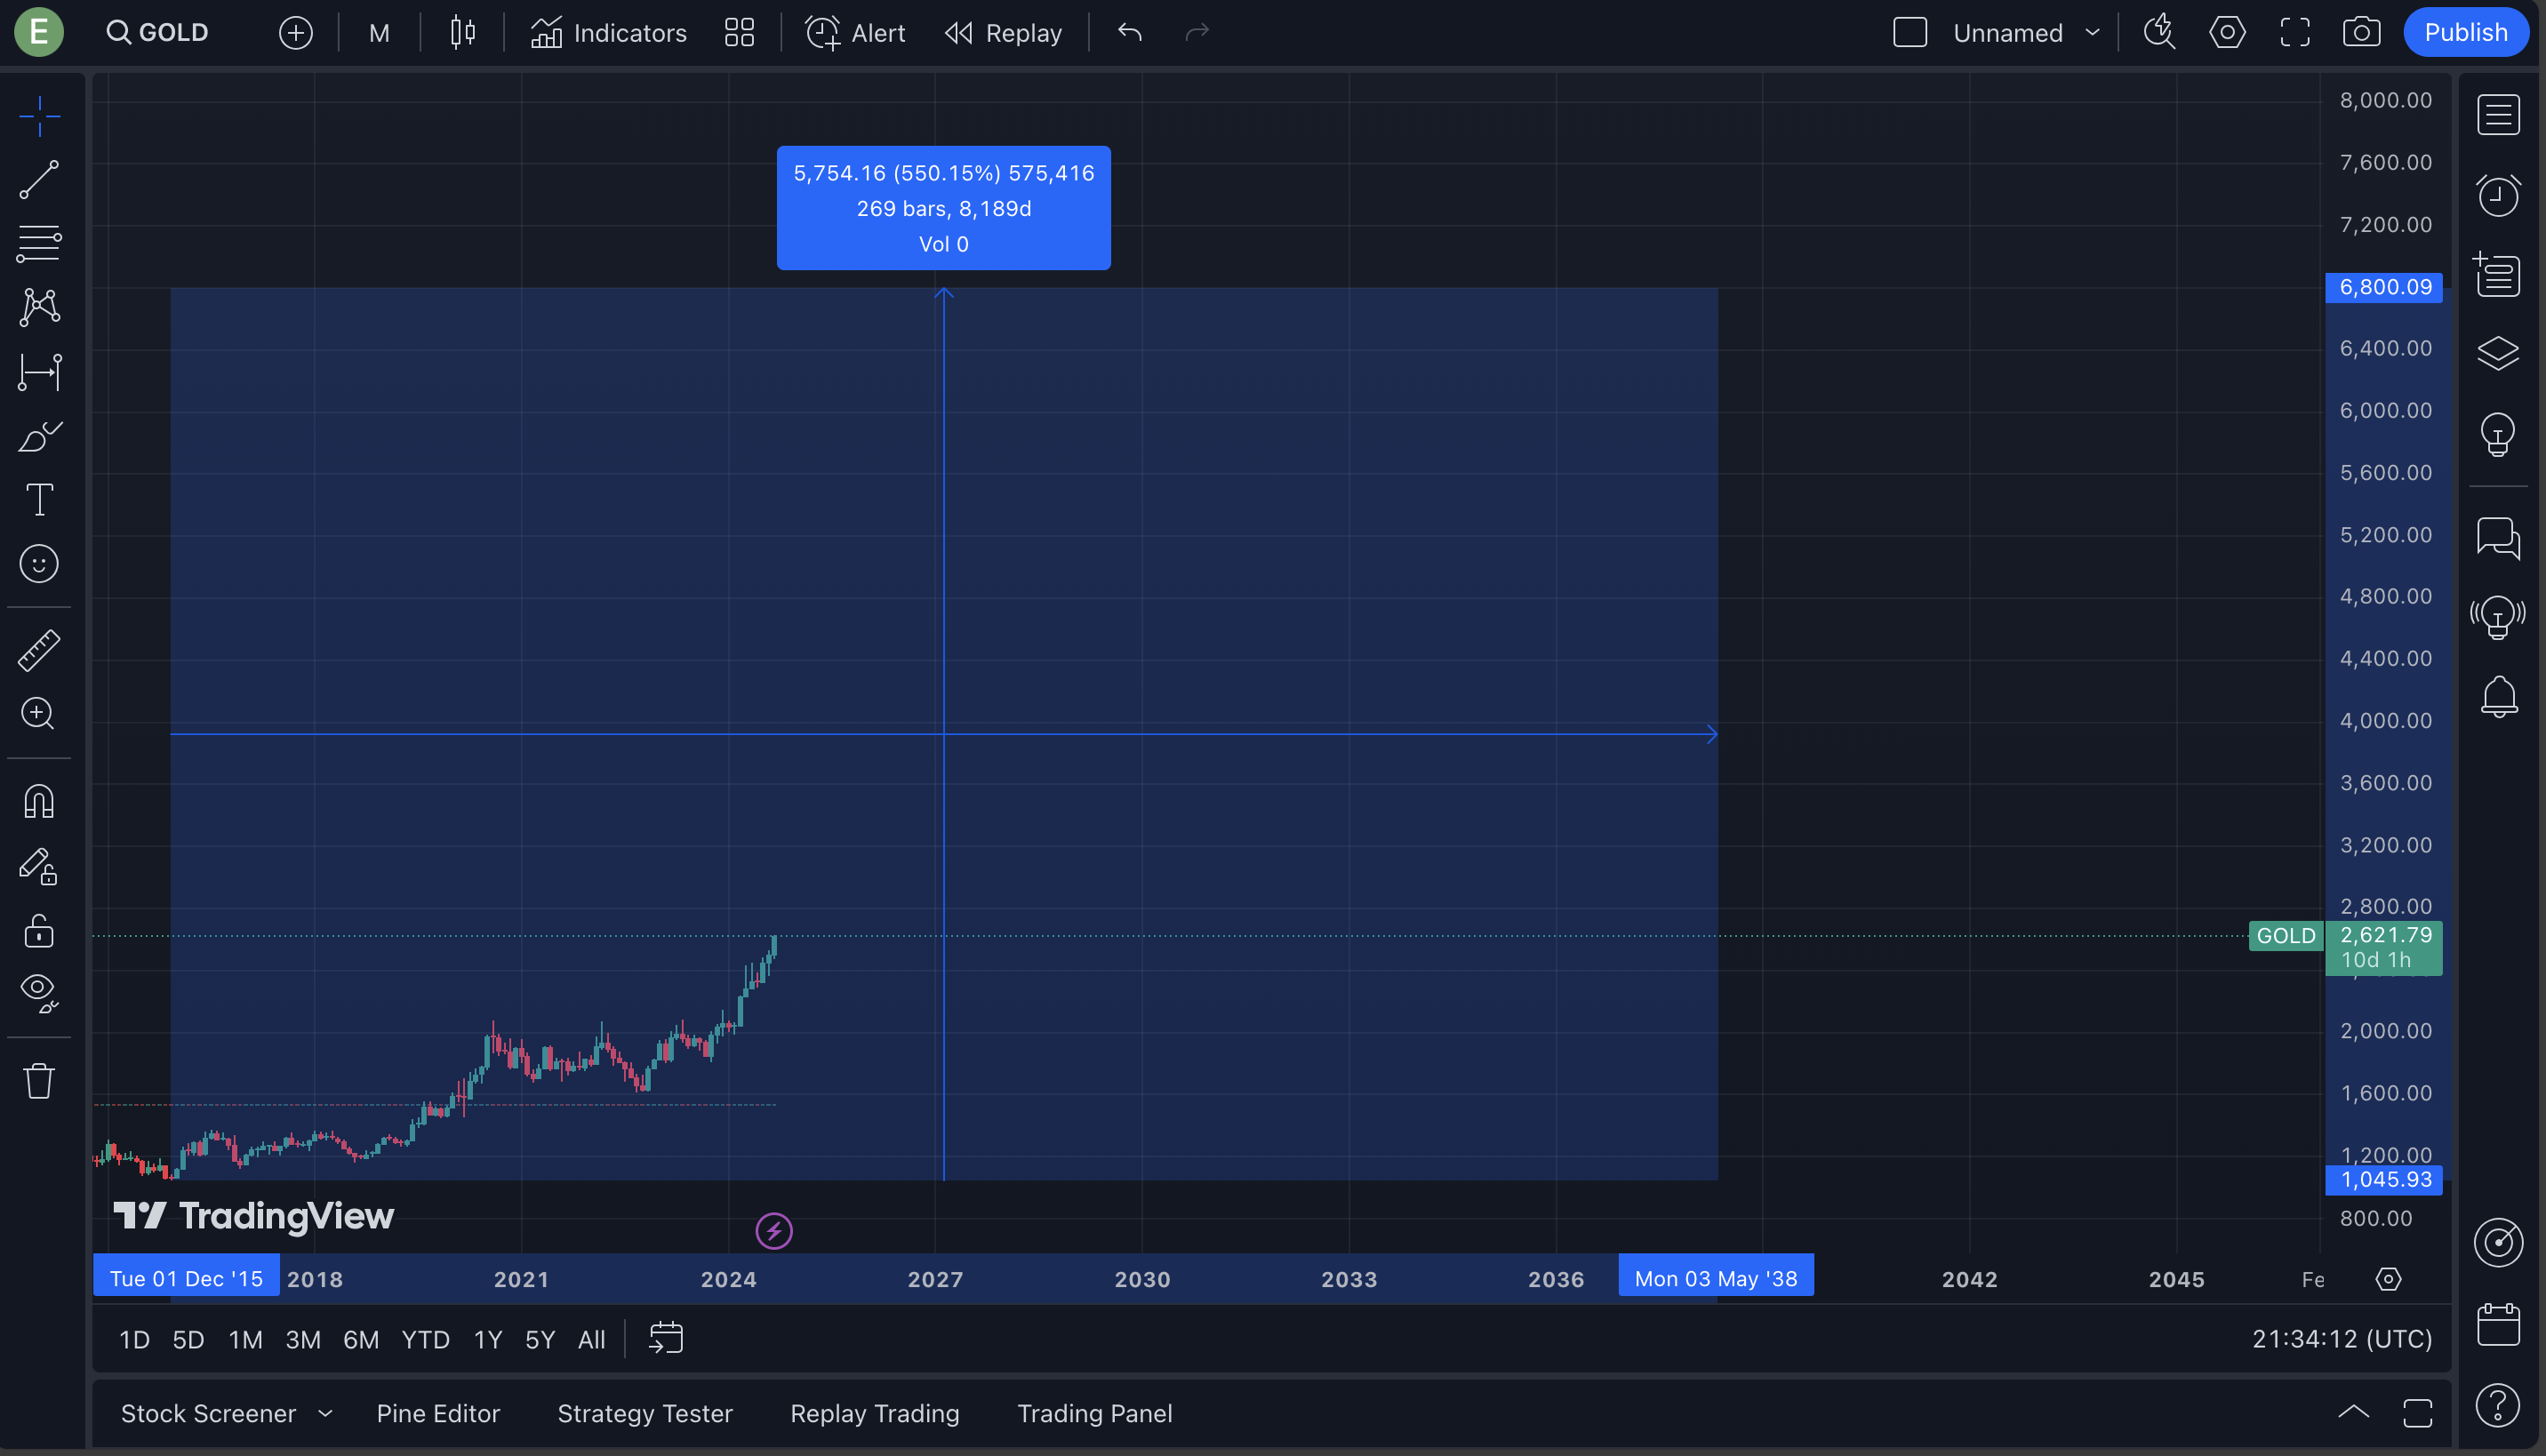 E
GOLD
M
Indicators
Alert
Replay
Unnamed
Publish
8,000.00
7,600.00
7,200.00
5,754.16 (550.15%) 575,416
269 bars, 8,189d
Vol 0
6,800.09
6,400.00
6,000.00
5,600.00
5,200.00
4,800.00
4,400.00
4,000.00
3,600.00
3,200.00
2,800.00
GOLD
2,621.79
10d 1h
2,000.00
1,600.00
1,200.00
1,045.93
800.00
TradingView
Tue 01 Dec '15
2018
2021
2024
2027
2030
2033
2036
Mon 03 May '38
2042
2045
Fe
1D
5D
1M
3M
6M
YTD
1Y
5Y
All
21:34:12 (UTC)
Stock Screener
Pine Editor
Strategy Tester
Replay Trading
Trading Panel